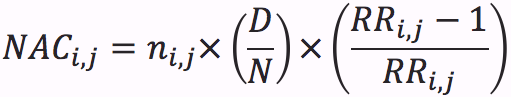 NAC_{i,j} = n_{i,j} × (D/N) × ((RR_{i,j} − 1)/RR_{i,j})